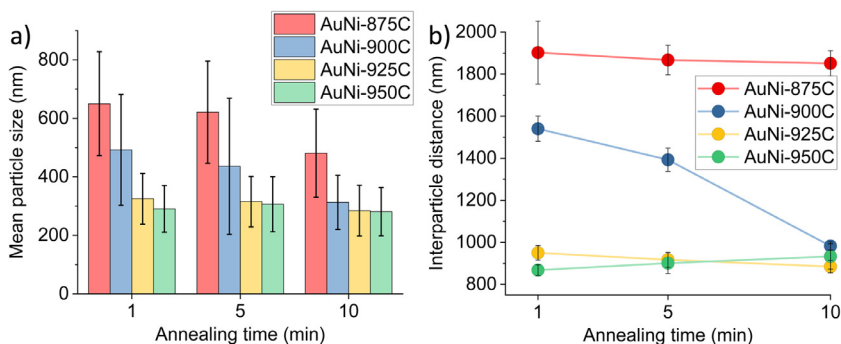 a)
Mean particle size (nm)
800
600
400
200
0
1
5
10
Annealing time (min)
AuNi-875C
AuNi-900C
AuNi-925C
AuNi-950C
b)
Interparticle distance (nm)
2000
1800
1600
1400
1200
1000
800
1
5
10
Annealing time (min)
AuNi-875C
AuNi-900C
AuNi-925C
AuNi-950C